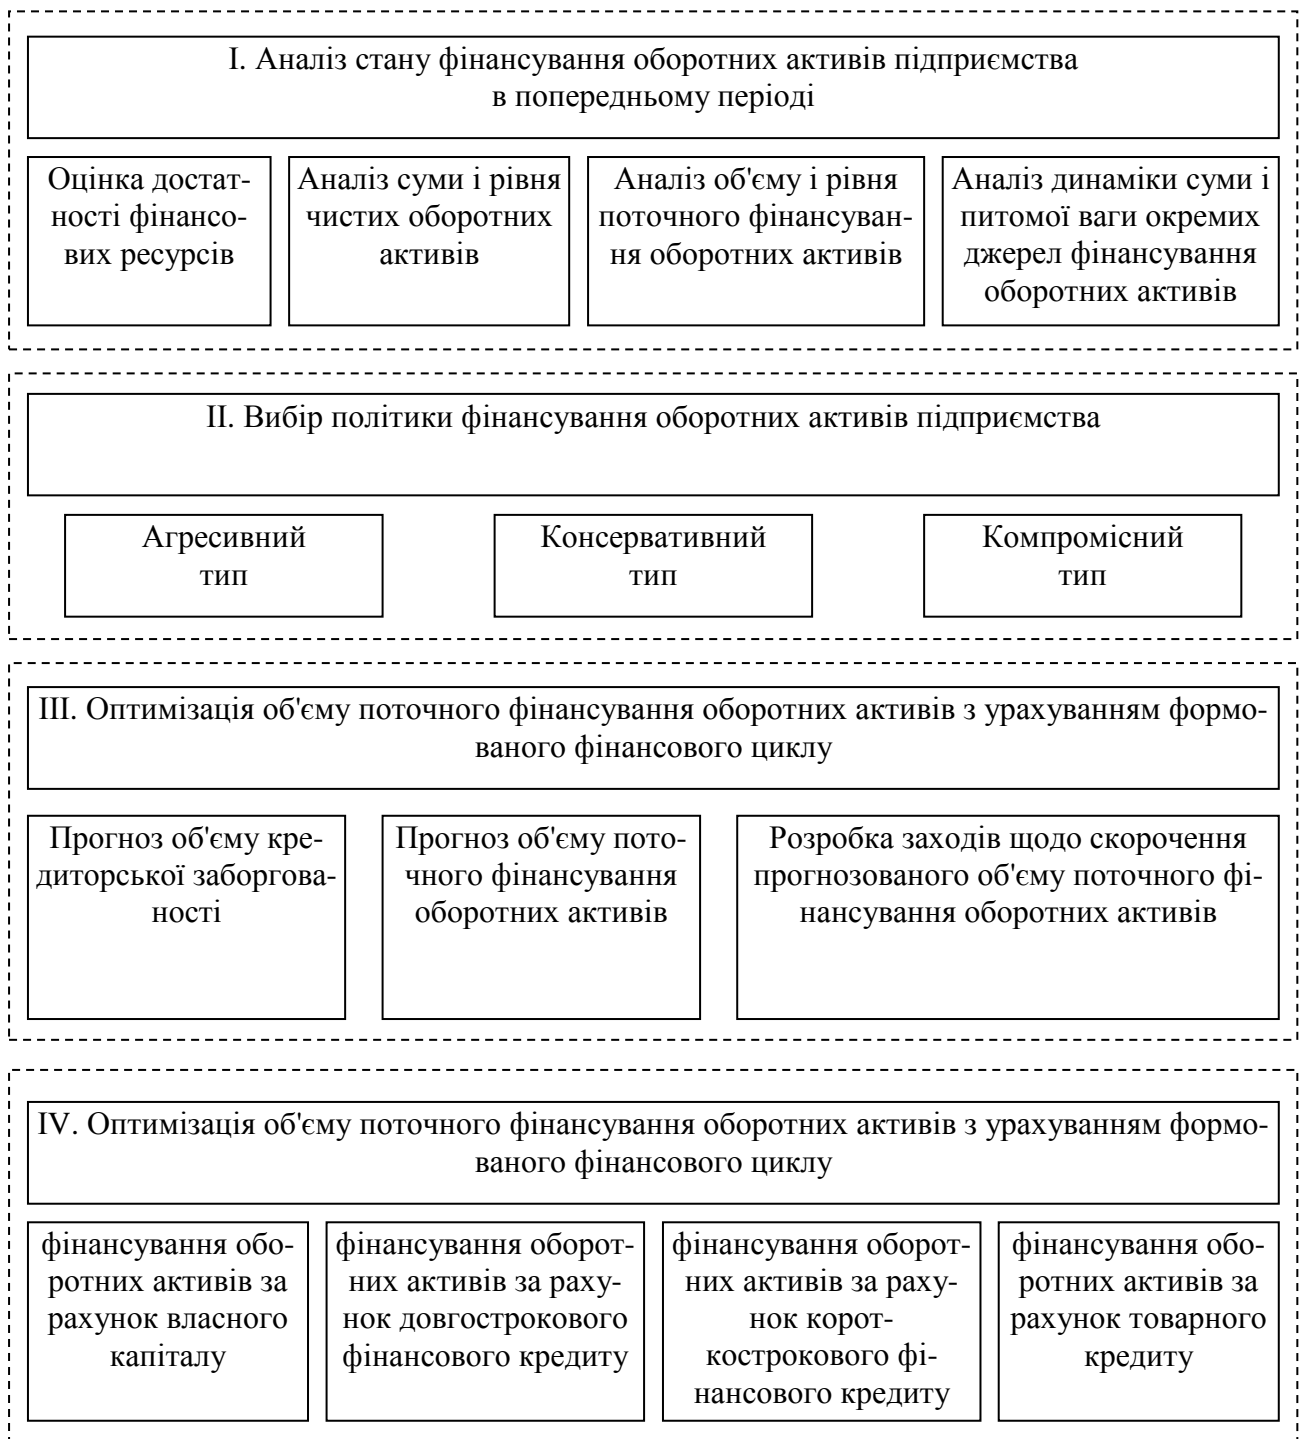 I. Аналіз стану фінансування оборотних активів підприємства
в попередньому періоді
Оцінка достат-
ності фінансо-
вих ресурсів
Аналіз суми і рівня
чистих оборотних
активів
Аналіз об'єму і рівня
поточного фінансуван-
ня оборотних активів
Аналіз динаміки суми і
питомої ваги окремих
джерел фінансування
оборотних активів
II. Вибір політики фінансування оборотних активів підприємства
Агресивний
тип
Консервативний
тип
Компромісний
тип
III. Оптимізація об'єму поточного фінансування оборотних активів з урахуванням формо-
ваного фінансового циклу
Прогноз об'єму кре-
диторської заборгова-
ності
Прогноз об'єму пото-
чного фінансування
оборотних активів
Розробка заходів щодо скорочення
прогнозованого об'єму поточного фі-
нансування оборотних активів
IV. Оптимізація об'єму поточного фінансування оборотних активів з урахуванням формо-
ваного фінансового циклу
фінансування обо-
ротних активів за
рахунок власного
капіталу
фінансування оборот-
них активів за раху-
нок довгострокового
фінансового кредиту
фінансування оборот-
них активів за раху-
нок корот-
кострокового фі-
нансового кредиту
фінансування обо-
ротних активів за
рахунок товарного
кредиту